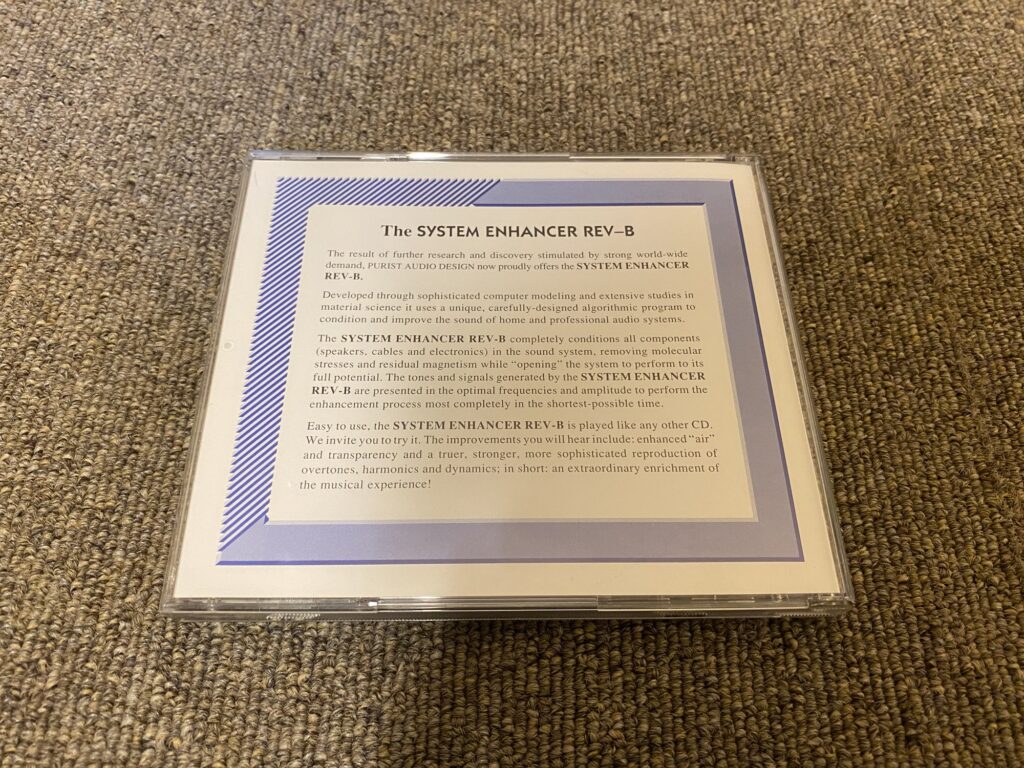 The SYSTEM ENHANCER REV–B
The result of further research and discovery stimulated by strong world-wide
demand, PURIST AUDIO DESIGN now proudly offers the SYSTEM ENHANCER
REV-B.
Developed through sophisticated computer modeling and extensive studies in
material science it uses a unique, carefully-designed algorithmic program to
condition and improve the sound of home and professional audio systems.
The SYSTEM ENHANCER REV-B completely conditions all components
(speakers, cables and electronics) in the sound system, removing molecular
stresses and residual magnetism while “opening” the system to perform to its
full potential. The tones and signals generated by the SYSTEM ENHANCER
REV-B are presented in the optimal frequencies and amplitude to perform the
enhancement process most completely in the shortest-possible time.
Easy to use, the SYSTEM ENHANCER REV-B is played like any other CD.
We invite you to try it. The improvements you will hear include: enhanced “air”
and transparency and a truer, stronger, more sophisticated reproduction of
overtones, harmonics and dynamics; in short: an extraordinary enrichment of
the musical experience!